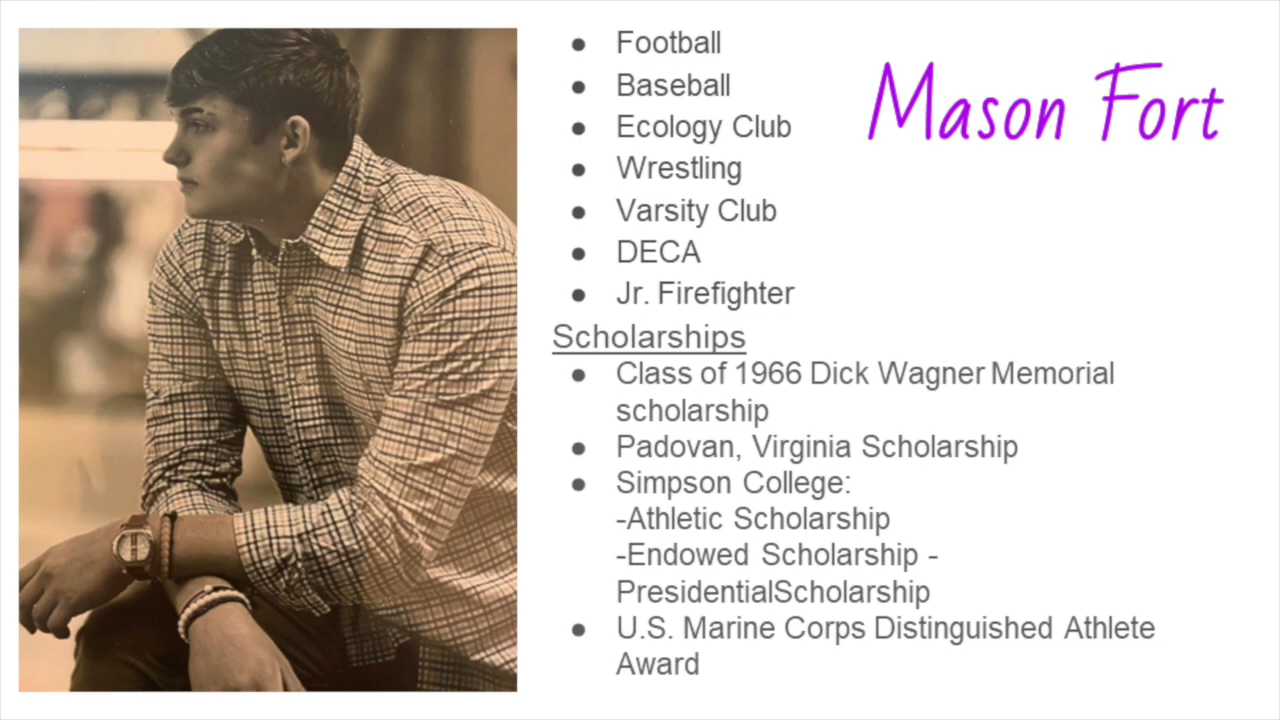 Mason Fort
● Football
● Baseball
● Ecology Club
● Wrestling
● Varsity Club
● DECA
● Jr. Firefighter
Scholarships
● Class of 1966 Dick Wagner Memorial
scholarship
● Padovan, Virginia Scholarship
● Simpson College:
-Athletic Scholarship
-Endowed Scholarship -
PresidentialScholarship
● U.S. Marine Corps Distinguished Athlete
Award